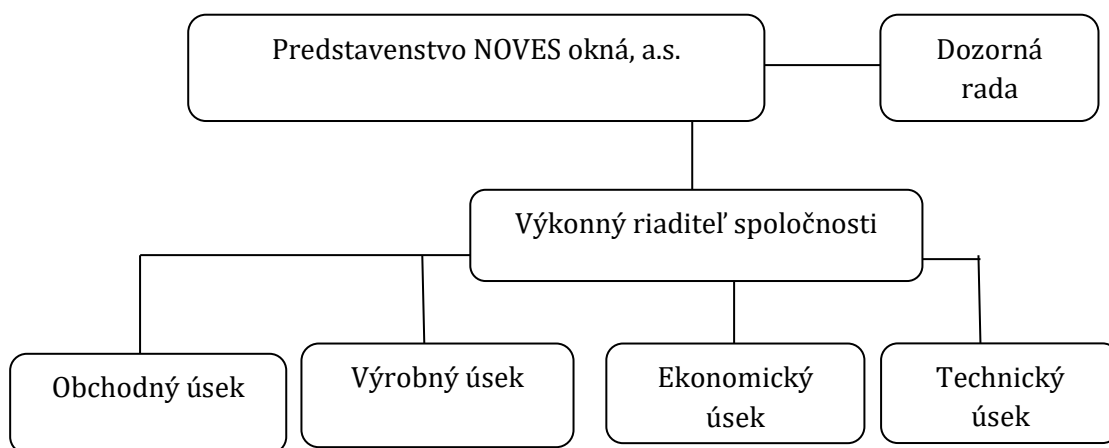 Predstavenstvo NOVES okná, a.s.
Dozorná
rada
Výkonný riaditeľ spoločnosti
Obchodný úsek
Výrobný úsek
Ekonomický
úsek
Technický
úsek